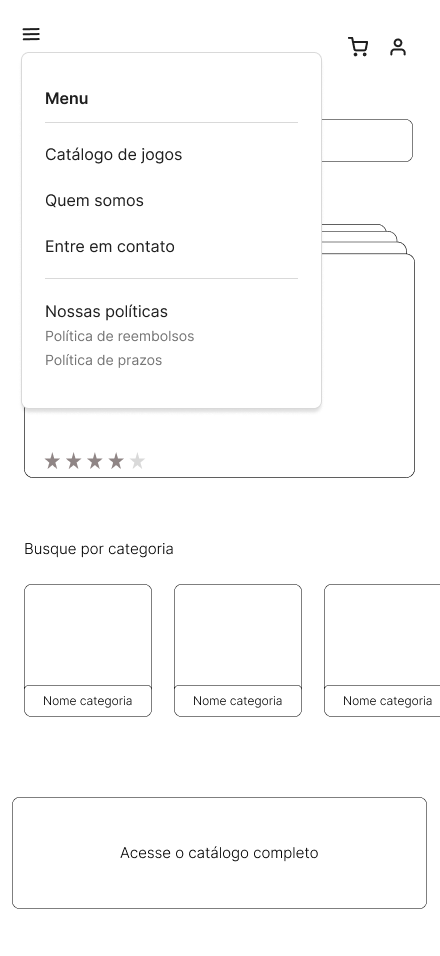 Menu
Catálogo de jogos
Quem somos
Entre em contato
Nossas políticas
Política de reembolsos
Política de prazos
Busque por categoria
Nome categoria
Nome categoria
Nome categoria
Acesse o catálogo completo